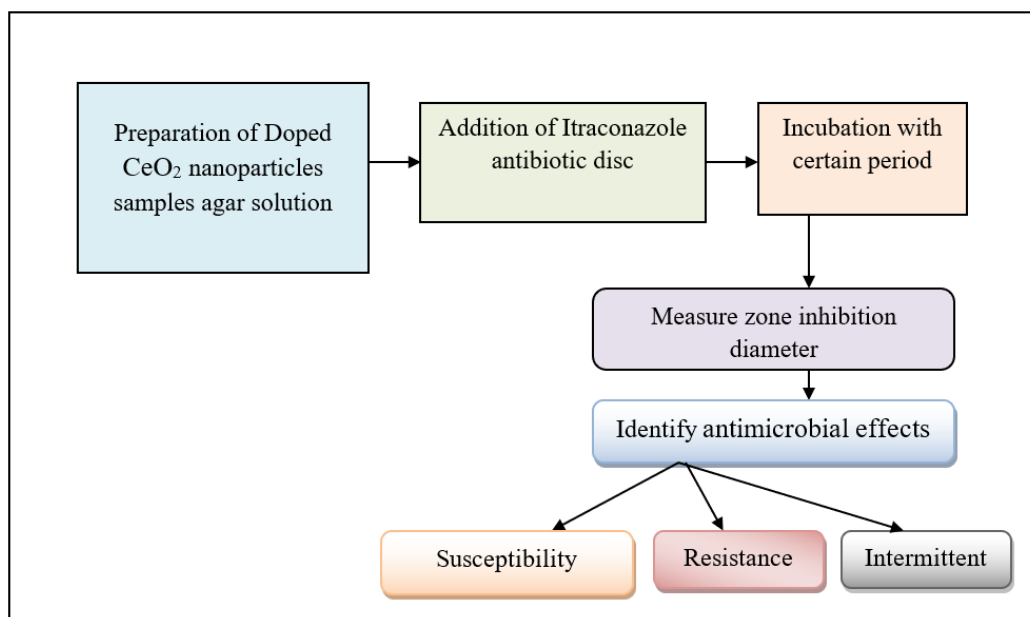 Preparation of Doped
CeO₂ nanoparticles
samples agar solution
Addition of Itraconazole
antibiotic disc
Incubation with
certain period
Measure zone inhibition
diameter
Identify antimicrobial effects
Susceptibility
Resistance
Intermittent